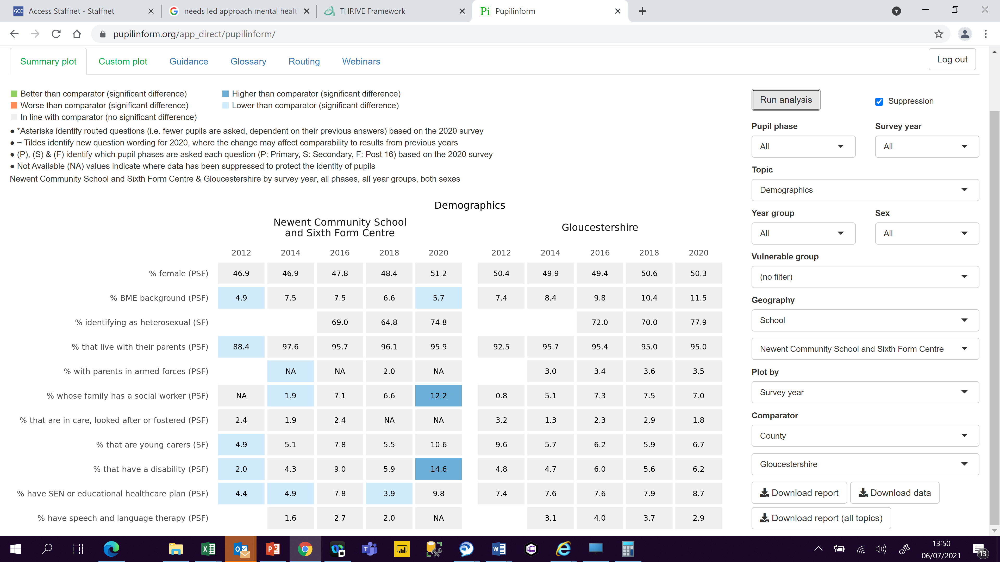 Access Staffnet - Staffnet
needs led approach mental healt
THRIVE Framework
Pi Pupilinform
pupilinform.org/app_direct/pupilinform/
Summary plot Custom plot Guidance Glossary Routing Webinars
Log out
Better than comparator (significant difference)
Higher than comparator (significant difference)
Worse than comparator (significant difference)
Lower than comparator (significant difference)
In line with comparator (no significant difference)
● *Asterisks identify routed questions (i.e. fewer pupils are asked, dependent on their previous answers) based on the 2020 survey
● ~ Tildes identify new question wording for 2020, where the change may affect comparability to results from previous years
● (P), (S) & (F) identify which pupil phases are asked each question (P: Primary, S: Secondary, F: Post 16) based on the 2020 survey
● Not Available (NA) values indicate where data has been suppressed to protect the identity of pupils
Newent Community School and Sixth Form Centre & Gloucestershire by survey year, all phases, all year groups, both sexes
Demographics
Newent Community School
and Sixth Form Centre
Gloucestershire
2012 2014 2016 2018 2020 2012 2014 2016 2018 2020
% female (PSF) 46.9 46.9 47.8 48.4 51.2 50.4 49.9 49.4 50.6 50.3
% BME background (PSF) 4.9 7.5 7.5 6.6 5.7 7.4 8.4 9.8 10.4 11.5
% identifying as heterosexual (SF) 69.0 64.8 74.8 72.0 70.0 77.9
% that live with their parents (PSF) 88.4 97.6 95.7 96.1 95.9 92.5 95.7 95.4 95.0 95.0
% with parents in armed forces (PSF) NA NA 2.0 NA 3.0 3.4 3.6 3.5
% whose family has a social worker (PSF) NA 1.9 7.1 6.6 12.2 0.8 5.1 7.3 7.5 7.0
% that are in care, looked after or fostered (PSF) 2.4 1.9 2.4 NA NA 3.2 1.3 2.3 2.9 1.8
% that are young carers (SF) 4.9 5.1 7.8 5.5 10.6 9.6 5.7 6.2 5.9 6.7
% that have a disability (PSF) 2.0 4.3 9.0 5.9 14.6 4.8 4.7 6.0 5.6 6.2
% have SEN or educational healthcare plan (PSF) 4.4 4.9 7.8 3.9 9.8 7.4 7.6 7.6 7.9 8.7
% have speech and language therapy (PSF) 1.6 2.7 2.0 NA 3.1 4.0 3.7 2.9
Run analysis
Suppression
Pupil phase
Survey year
All
All
Topic
Demographics
Year group
Sex
All
All
Vulnerable group
(no filter)
Geography
School
Newent Community School and Sixth Form Centre
Plot by
Survey year
Comparator
County
Gloucestershire
Download report
Download data
Download report (all topics)
13:50
06/07/2021
13